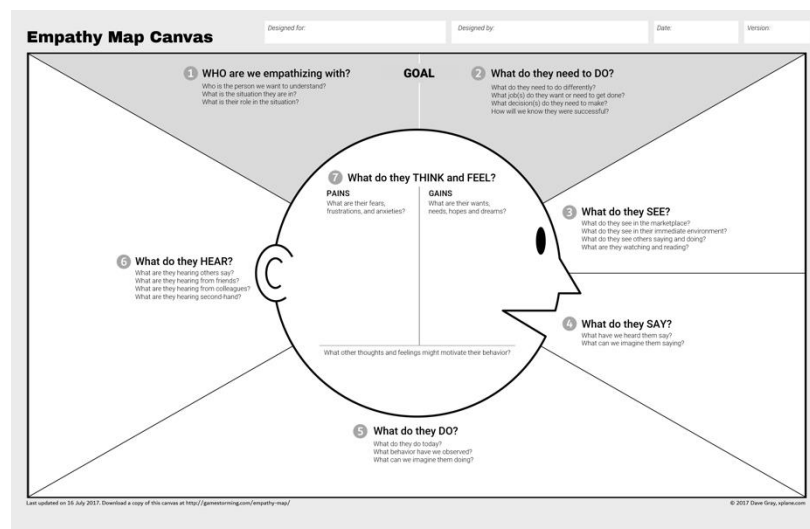 Empathy Map Canvas
Designed for:
Designed by:
Date:
Version:
1 WHO are we empathizing with?
Who is the person we want to understand?
What is the situation they are in?
What is their role in the situation?
GOAL
2 What do they need to DO?
What do they need to do differently?
What job(s) do they want or need to get done?
What decision(s) do they need to make?
How will we know they were successful?
7 What do they THINK and FEEL?
PAINS
What are their fears,
frustrations, and anxieties?
GAINS
What are their wants,
needs, hopes and dreams?
3 What do they SEE?
What do they see in the marketplace?
What do they see in their immediate environment?
What do they see others saying and doing?
What are they watching and reading?
6 What do they HEAR?
What are they hearing others say?
What are they hearing from friends?
What are they hearing from colleagues?
What are they hearing second-hand?
4 What do they SAY?
What have we heard them say?
What can we imagine them saying?
What other thoughts and feelings might motivate their behavior?
5 What do they DO?
What do they do today?
What behavior have we observed?
What can we imagine them doing?
Last updated on 16 July 2017. Download a copy of this canvas at http://gamestorming.com/empathy-map/
© 2017 Dave Gray, xplane.com